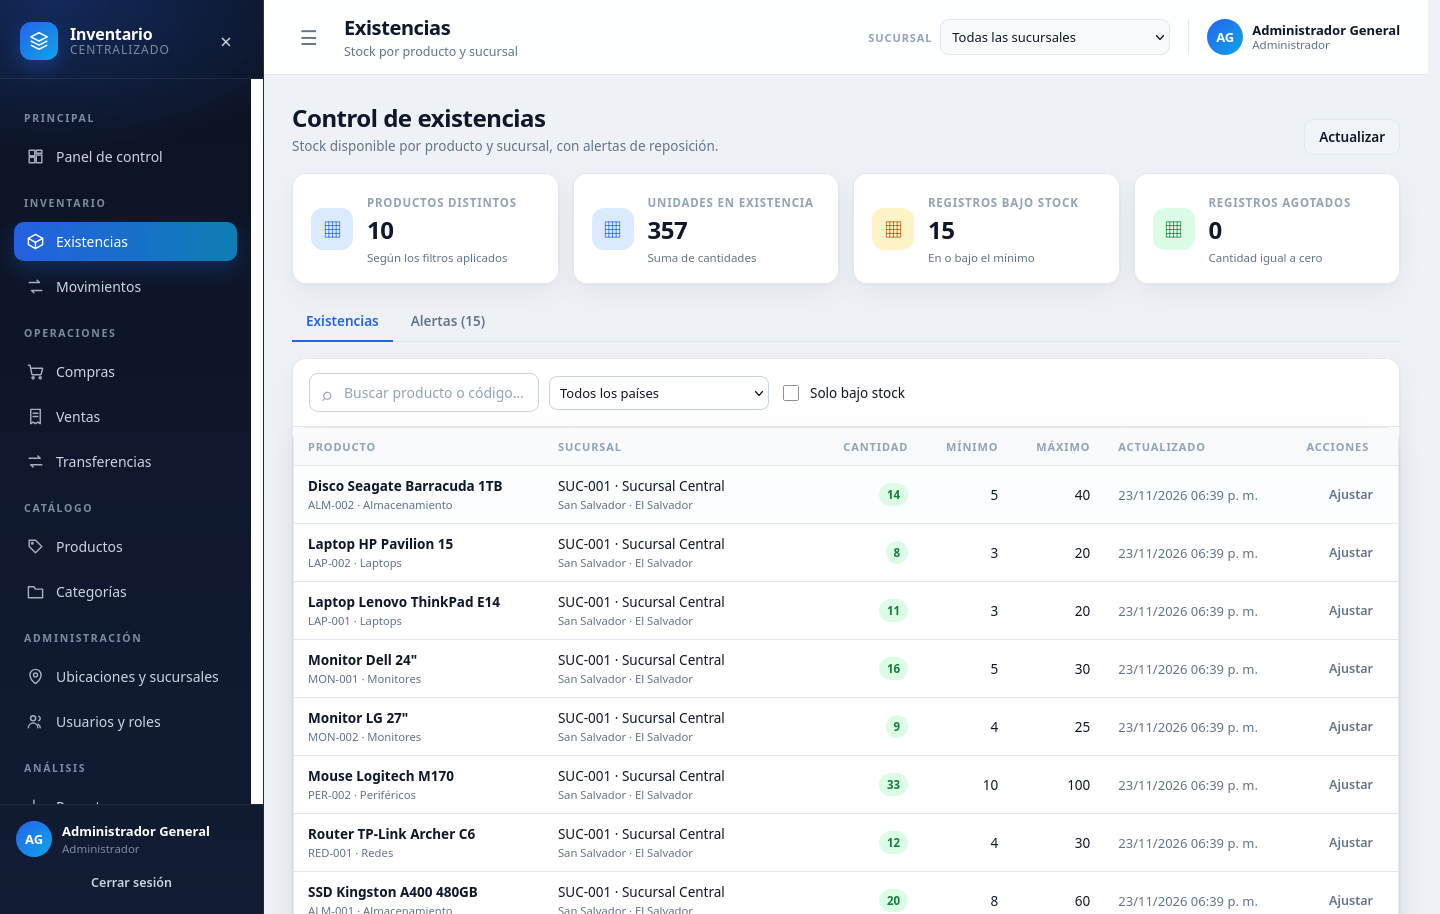 Inventario
CENTRALIZADO
×
PRINCIPAL
Panel de control
INVENTARIO
Existencias
Movimientos
OPERACIONES
Compras
Ventas
Transferencias
CATÁLOGO
Productos
Categorías
ADMINISTRACIÓN
Ubicaciones y sucursales
Usuarios y roles
ANÁLISIS
AG
Administrador General
Administrador
Cerrar sesión
Existencias
Stock por producto y sucursal
SUCURSAL
Todas las sucursales
AG
Administrador General
Administrador
Control de existencias
Stock disponible por producto y sucursal, con alertas de reposición.
Actualizar
PRODUCTOS DISTINTOS
10
Según los filtros aplicados
UNIDADES EN EXISTENCIA
357
Suma de cantidades
REGISTROS BAJO STOCK
15
En o bajo el mínimo
REGISTROS AGOTADOS
0
Cantidad igual a cero
Existencias Alertas (15)
Buscar producto o código... Todos los países Solo bajo stock
PRODUCTO SUCURSAL CANTIDAD MÍNIMO MÁXIMO ACTUALIZADO ACCIONES
Disco Seagate Barracuda 1TB SUC-001 · Sucursal Central 14 5 40 23/11/2026 06:39 p. m. Ajustar
ALM-002 · Almacenamiento San Salvador · El Salvador
Laptop HP Pavilion 15 SUC-001 · Sucursal Central 8 3 20 23/11/2026 06:39 p. m. Ajustar
LAP-002 · Laptops San Salvador · El Salvador
Laptop Lenovo ThinkPad E14 SUC-001 · Sucursal Central 11 3 20 23/11/2026 06:39 p. m. Ajustar
LAP-001 · Laptops San Salvador · El Salvador
Monitor Dell 24" SUC-001 · Sucursal Central 16 5 30 23/11/2026 06:39 p. m. Ajustar
MON-001 · Monitores San Salvador · El Salvador
Monitor LG 27" SUC-001 · Sucursal Central 9 4 25 23/11/2026 06:39 p. m. Ajustar
MON-002 · Monitores San Salvador · El Salvador
Mouse Logitech M170 SUC-001 · Sucursal Central 33 10 100 23/11/2026 06:39 p. m. Ajustar
PER-002 · Periféricos San Salvador · El Salvador
Router TP-Link Archer C6 SUC-001 · Sucursal Central 12 4 30 23/11/2026 06:39 p. m. Ajustar
RED-001 · Redes San Salvador · El Salvador
SSD Kingston A400 480GB SUC-001 · Sucursal Central 20 8 60 23/11/2026 06:39 p. m. Ajustar
ALM-001 · Almacenamiento San Salvador · El Salvador